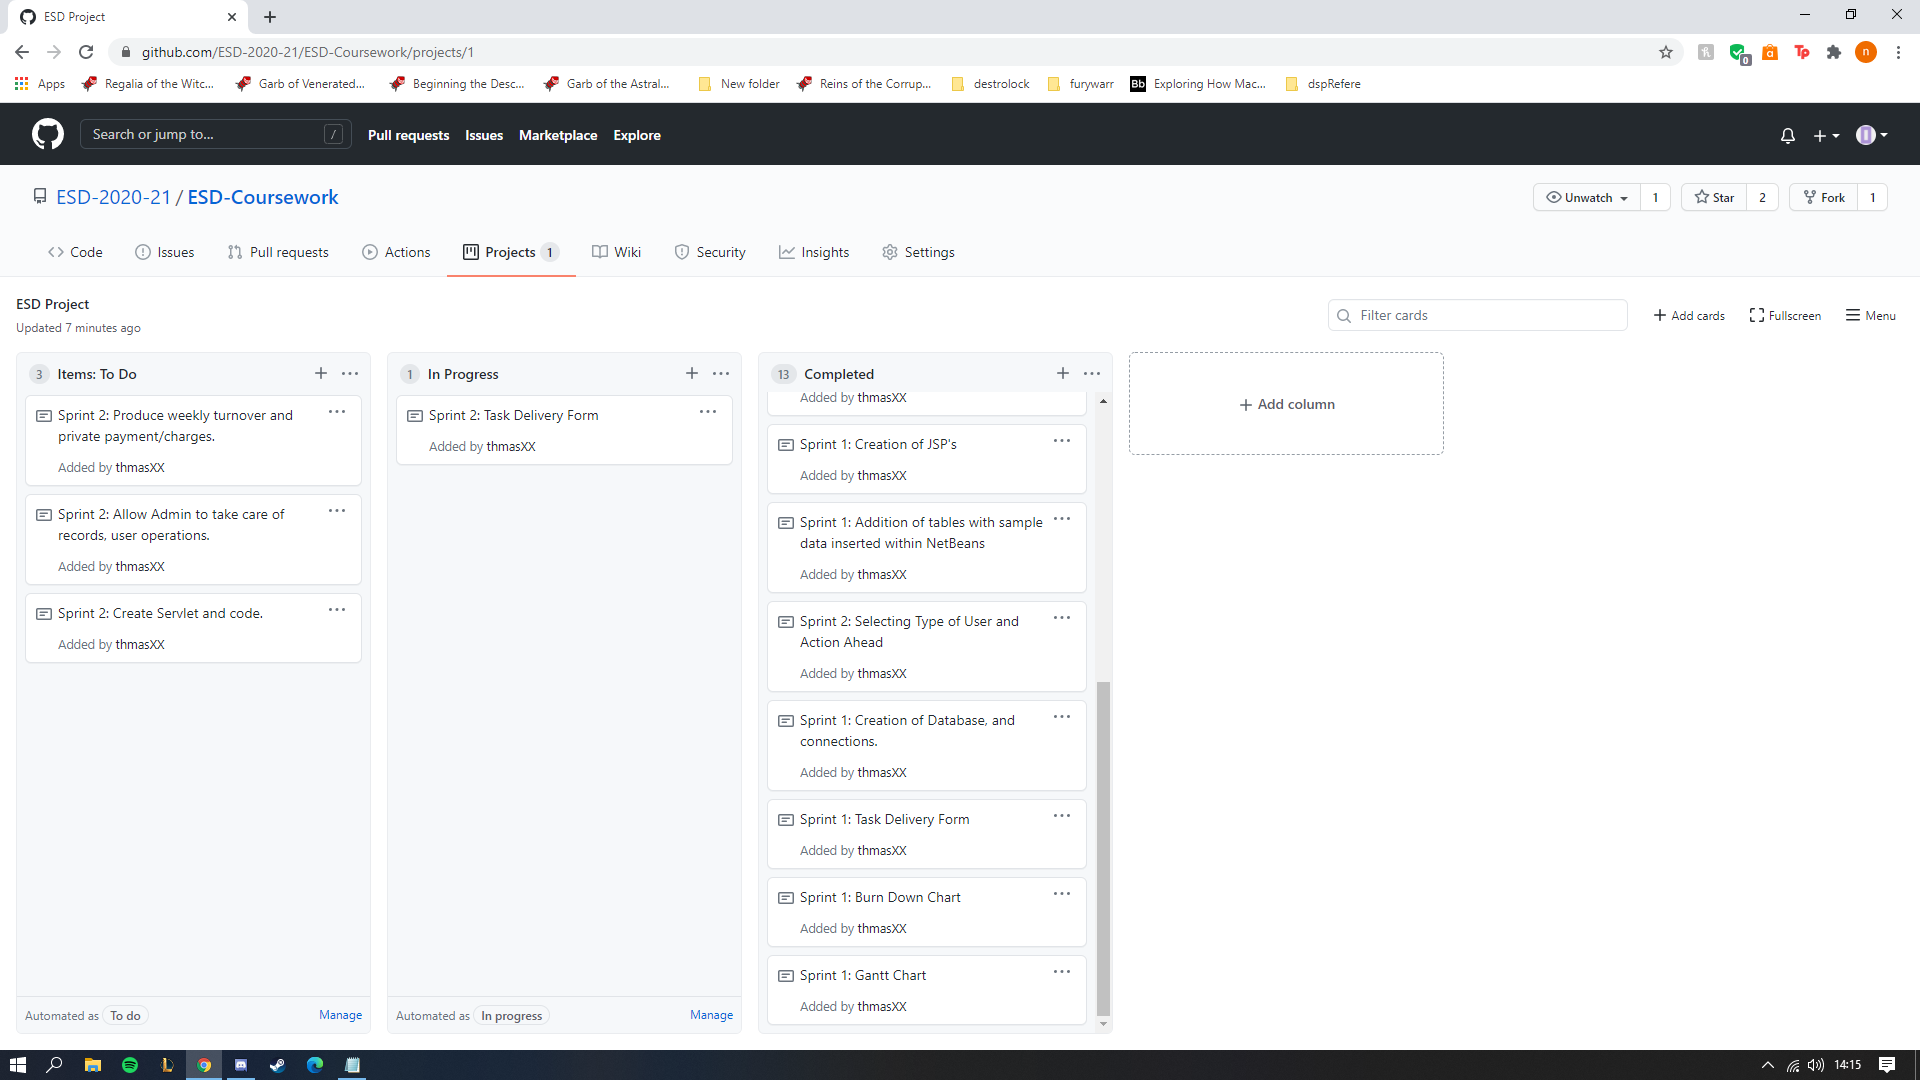 ESD Project
github.com/ESD-2020-21/ESD-Coursework/projects/1
n
0
Apps
Regalia of the Witc...
Garb of Venerated...
Beginning the Desc...
Garb of the Astral...
New folder
Reins of the Corrup...
destrolock
furywarr
Bb
Exploring How Mac...
dspRefere
Search or jump to...
/
Pull requests
Issues
Marketplace
Explore
ESD-2020-21 / ESD-Coursework
Unwatch
1
Star
2
Fork
1
Code
Issues
Pull requests
Actions
Projects 1
Wiki
Security
Insights
Settings
ESD Project
Updated 7 minutes ago
Filter cards
Add cards
Fullscreen
Menu
3 Items: To Do
Sprint 2: Produce weekly turnover and
private payment/charges.
Added by thmasXX
Sprint 2: Allow Admin to take care of
records, user operations.
Added by thmasXX
Sprint 2: Create Servlet and code.
Added by thmasXX
Automated as To do
Manage
1 In Progress
Sprint 2: Task Delivery Form
Added by thmasXX
Automated as In progress
Manage
13 Completed
Added by thmasXX
Sprint 1: Creation of JSP's
Added by thmasXX
Sprint 1: Addition of tables with sample
data inserted within NetBeans
Added by thmasXX
Sprint 2: Selecting Type of User and
Action Ahead
Added by thmasXX
Sprint 1: Creation of Database, and
connections.
Added by thmasXX
Sprint 1: Task Delivery Form
Added by thmasXX
Sprint 1: Burn Down Chart
Added by thmasXX
Sprint 1: Gantt Chart
Added by thmasXX
Add column
14:15